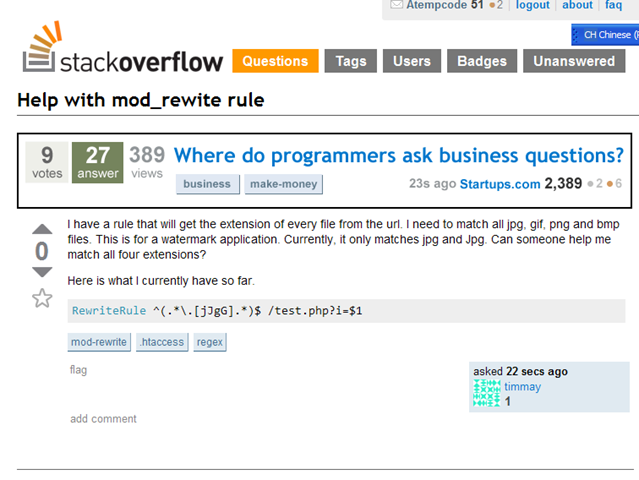 Atempcode 51 ●2 | logout | about | faq
CH Chinese (
stackoverflow
Questions Tags Users Badges Unanswered
Help with mod_rewite rule
9 27 389 Where do programmers ask business questions?
votes answer views
business make-money 23s ago Startups.com 2,389 ●2 ●6
I have a rule that will get the extension of every file from the url. I need to match all jpg, gif, png and bmp
files. This is for a watermark application. Currently, it only matches jpg and Jpg. Can someone help me
match all four extensions?
0
Here is what I currently have so far.
RewriteRule ^(.*\.[jJgG].*)$ /test.php?i=$1
mod-rewrite .htaccess regex
flag
asked 22 secs ago
timmay
1
add comment